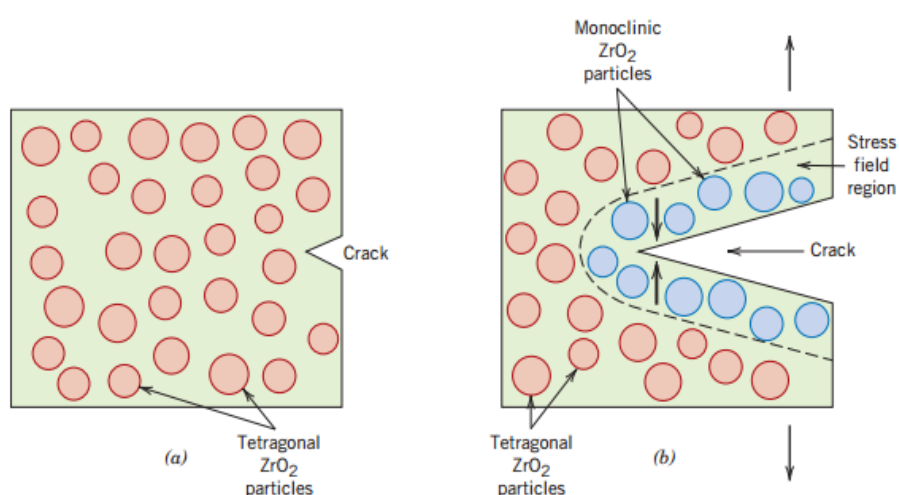 Crack
Tetragonal
ZrO2
particles
(a)
Monoclinic
ZrO2
particles
Stress
field
region
Crack
Tetragonal
ZrO2
particles
(b)